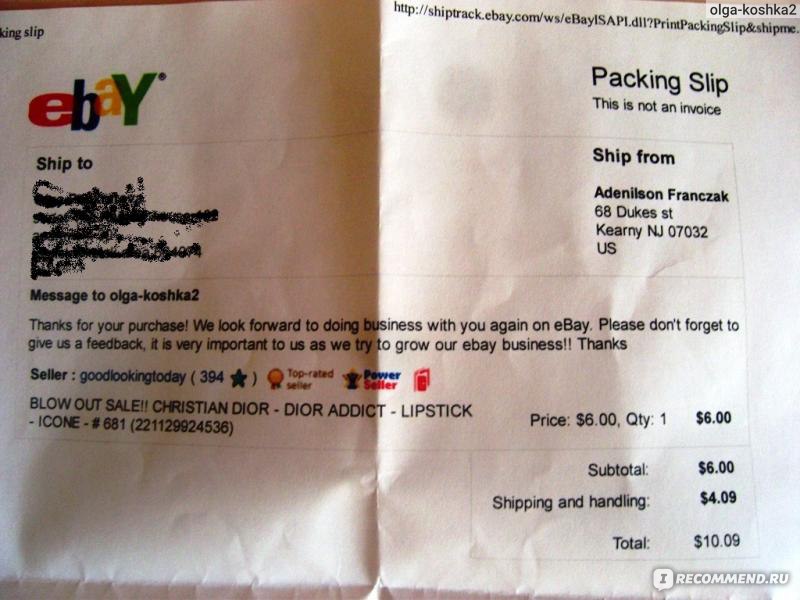 olga-koshka2
king slip
http://shiptrack.ebay.com/ws/eBayISAPI.dll?PrintPackingSlip&shipme.
ebaY®
Packing Slip
This is not an invoice
Ship to
Ship from
Adenilson Franczak
68 Dukes st
Kearny NJ 07032
US
Message to olga-koshka2
Thanks for your purchase! We look forward to doing business with you again on eBay. Please don't forget to
give us a feedback, it is very important to us as we try to grow our ebay business!! Thanks
Seller : goodlookingtoday ( 394 ) Top-rated seller Power Seller
BLOW OUT SALE!! CHRISTIAN DIOR - DIOR ADDICT - LIPSTICK
- ICONE - # 681 (221129924536)
Price: $6.00, Qty: 1 $6.00
Subtotal: $6.00
Shipping and handling: $4.09
Total: $10.09
IRECOMMEND.RU